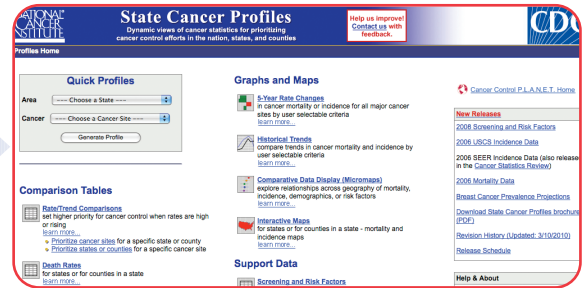 NATIONAL
CANCER
INSTITUTE
State Cancer Profiles
Dynamic views of cancer statistics for prioritizing
cancer control efforts in the nation, states, and counties
Help us improve!
Contact us with
feedback.
CDC
Profiles Home
Quick Profiles
Area
--- Choose a State ---
Cancer
--- Choose a Cancer Site ---
Generate Profile
Comparison Tables
Rate/Trend Comparisons
set higher priority for cancer control when rates are high
or rising
learn more...
Prioritize cancer sites for a specific state or county
Prioritize states or counties for a specific cancer site
Death Rates
for states or for counties in a state
learn more...
Graphs and Maps
5-Year Rate Changes
in cancer mortality or incidence for all major cancer
sites by user selectable criteria
learn more...
Historical Trends
compare trends in cancer mortality and incidence by
user selectable criteria
learn more...
Comparative Data Display (Micromaps)
explore relationships across geography of mortality,
incidence, demographics, or risk factors
learn more...
Interactive Maps
for states or for counties in a state - mortality and
incidence maps
learn more...
Support Data
Screening and Risk Factors
Cancer Control P.L.A.N.E.T. Home
New Releases
2008 Screening and Risk Factors
2006 USCS Incidence Data
2006 SEER Incidence Data (also release
in the Cancer Statistics Review)
2006 Mortality Data
Breast Cancer Prevalence Projections
Download State Cancer Profiles brochure
(PDF)
Revision History (Updated: 3/10/2010)
Release Schedule
Help & About